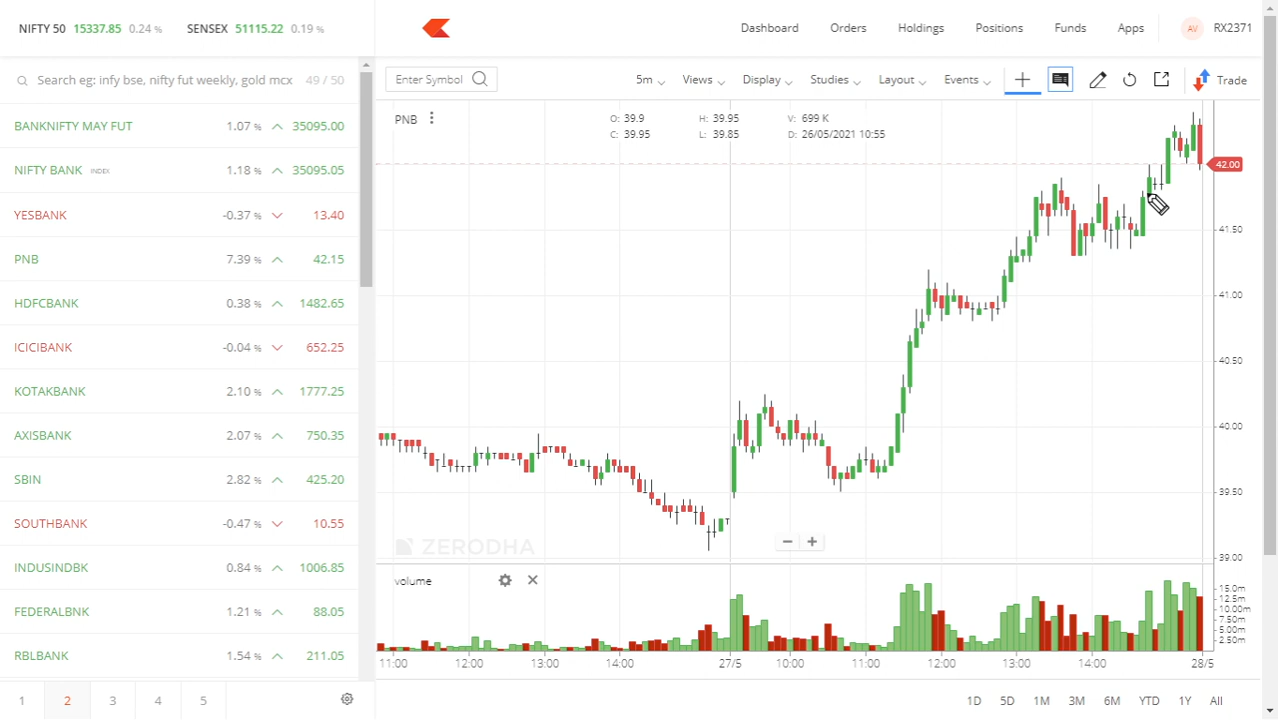 NIFTY 50 15337.85 0.24 % SENSEX 51115.22 0.19 %
Dashboard Orders Holdings Positions Funds Apps AV RX2371
Search eg: infy bse, nifty fut weekly, gold mcx 49 / 50
Enter Symbol 5m Views Display Studies Layout Events Trade
BANKNIFTY MAY FUT 1.07 % 35095.00
NIFTY BANK INDEX 1.18 % 35095.05
YESBANK -0.37 % 13.40
PNB 7.39 % 42.15
HDFCBANK 0.38 % 1482.65
ICICIBANK -0.04 % 652.25
KOTAKBANK 2.10 % 1777.25
AXISBANK 2.07 % 750.35
SBIN 2.82 % 425.20
SOUTHBANK -0.47 % 10.55
INDUSINDBK 0.84 % 1006.85
FEDERALBNK 1.21 % 88.05
RBLBANK 1.54 % 211.05
1 2 3 4 5
PNB O: 39.9 H: 39.95 V: 699 K
C: 39.95 L: 39.85 D: 26/05/2021 10:55
42.00
41.50
41.00
40.50
40.00
39.50
39.00
ZERODHA
volume
15.0m
12.5m
10.00m
7.50m
5.00m
2.50m
11:00 12:00 13:00 14:00 27/5 10:00 11:00 12:00 13:00 14:00 28/5
1D 5D 1M 3M 6M YTD 1Y All